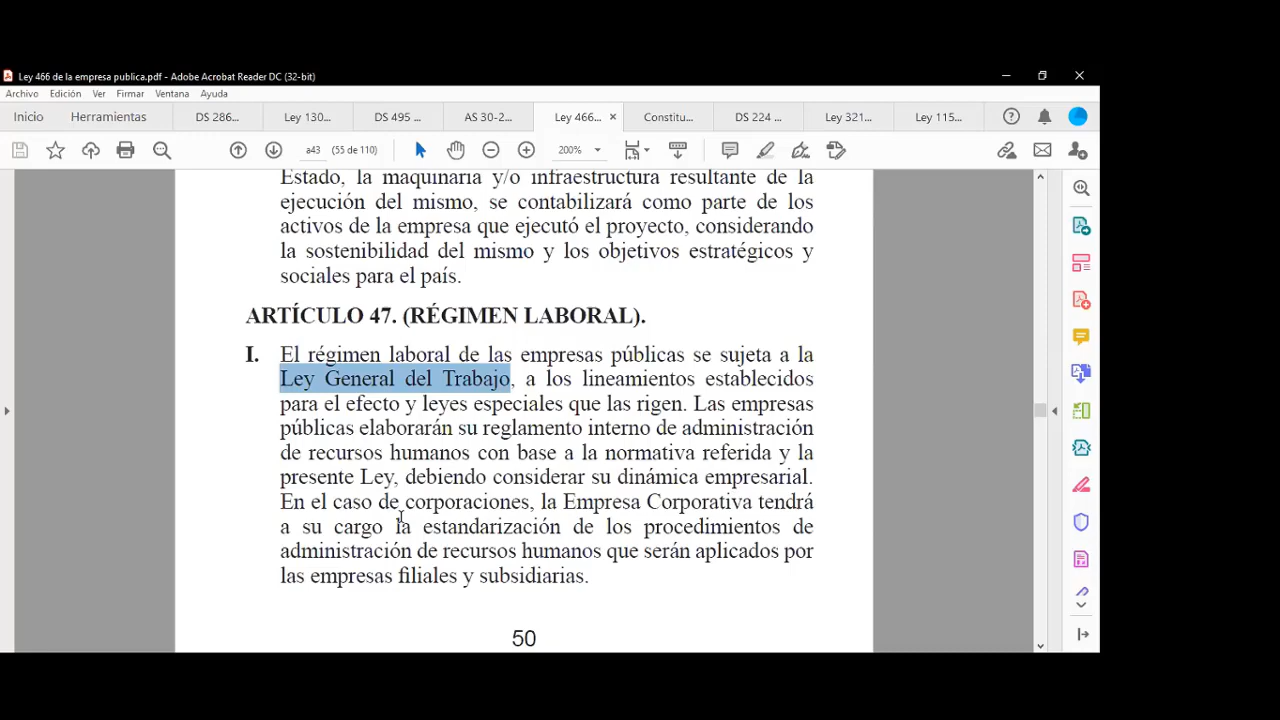 Ley 466 de la empresa publica.pdf - Adobe Acrobat Reader DC (32-bit)
Archivo Edición Ver Firmar Ventana Ayuda
Inicio Herramientas DS 286... Ley 130... DS 495 ... AS 30-2... Ley 466... × Constitu... DS 224 ... Ley 321... Ley 115...
a43 (55 de 110) 200%
Estado, la maquinaria y/o infraestructura resultante de la
ejecución del mismo, se contabilizará como parte de los
activos de la empresa que ejecutó el proyecto, considerando
la sostenibilidad del mismo y los objetivos estratégicos y
sociales para el país.
ARTÍCULO 47. (RÉGIMEN LABORAL).
I. El régimen laboral de las empresas públicas se sujeta a la
Ley General del Trabajo, a los lineamientos establecidos
para el efecto y leyes especiales que las rigen. Las empresas
públicas elaborarán su reglamento interno de administración
de recursos humanos con base a la normativa referida y la
presente Ley, debiendo considerar su dinámica empresarial.
En el caso de corporaciones, la Empresa Corporativa tendrá
a su cargo la estandarización de los procedimientos de
administración de recursos humanos que serán aplicados por
las empresas filiales y subsidiarias.
50